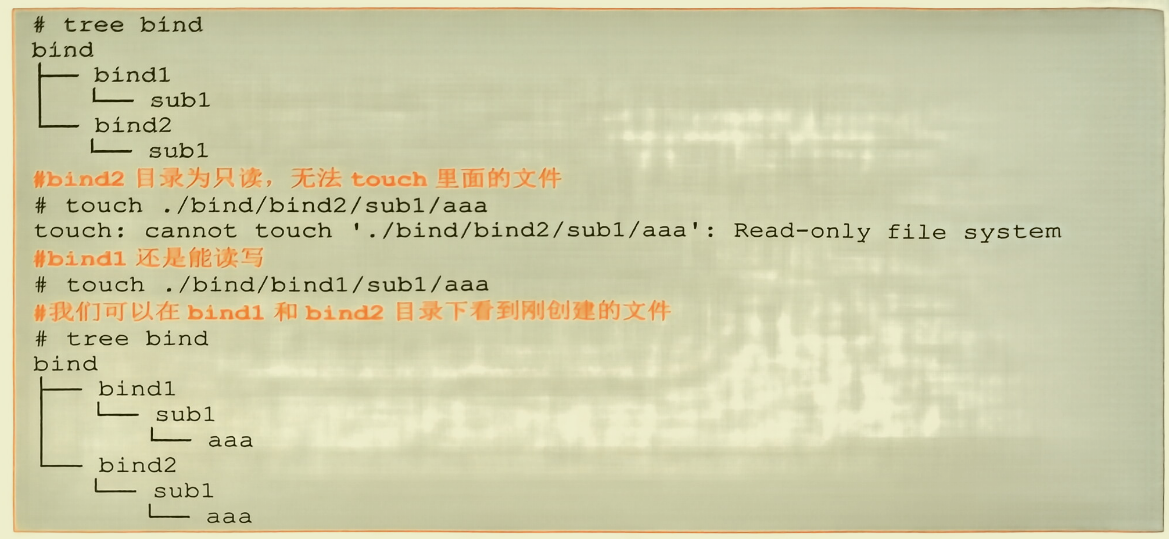 # tree bind
bind
├── bind1
│   └── sub1
└── bind2
    └── sub1
#bind2 目录为只读，无法 touch 里面的文件
# touch ./bind/bind2/sub1/aaa
touch: cannot touch './bind/bind2/sub1/aaa': Read-only file system
#bind1 还是能读写
# touch ./bind/bind1/sub1/aaa
#我们可以在 bind1 和 bind2 目录下看到刚创建的文件
# tree bind
bind
├── bind1
│   └── sub1
│       └── aaa
└── bind2
    └── sub1
        └── aaa